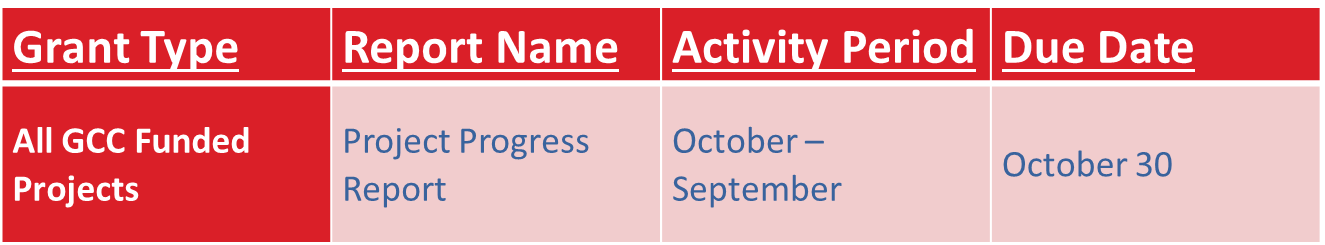 Grant Type Report Name Activity Period Due Date
All GCC Funded Projects
Project Progress Report
October – September
October 30